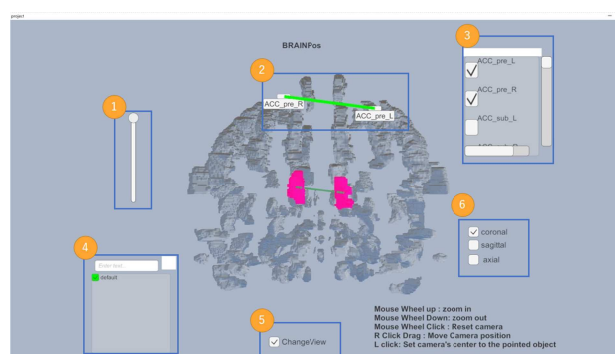 project
BRAINFos
3
ACC_pre_L
ACC_pre_R
ACC_sub_L
2
ACC_pre_R
ACC_pre_L
1
6
coronal
sagittal
axial
4
Enter text...
default
5
ChangeView
Mouse Wheel up : zoom in
Mouse Wheel Down: zoom out
Mouse Wheel Click : Reset camera
R Click Drag : Move Camera position
L click: Set camera's center to the pointed object